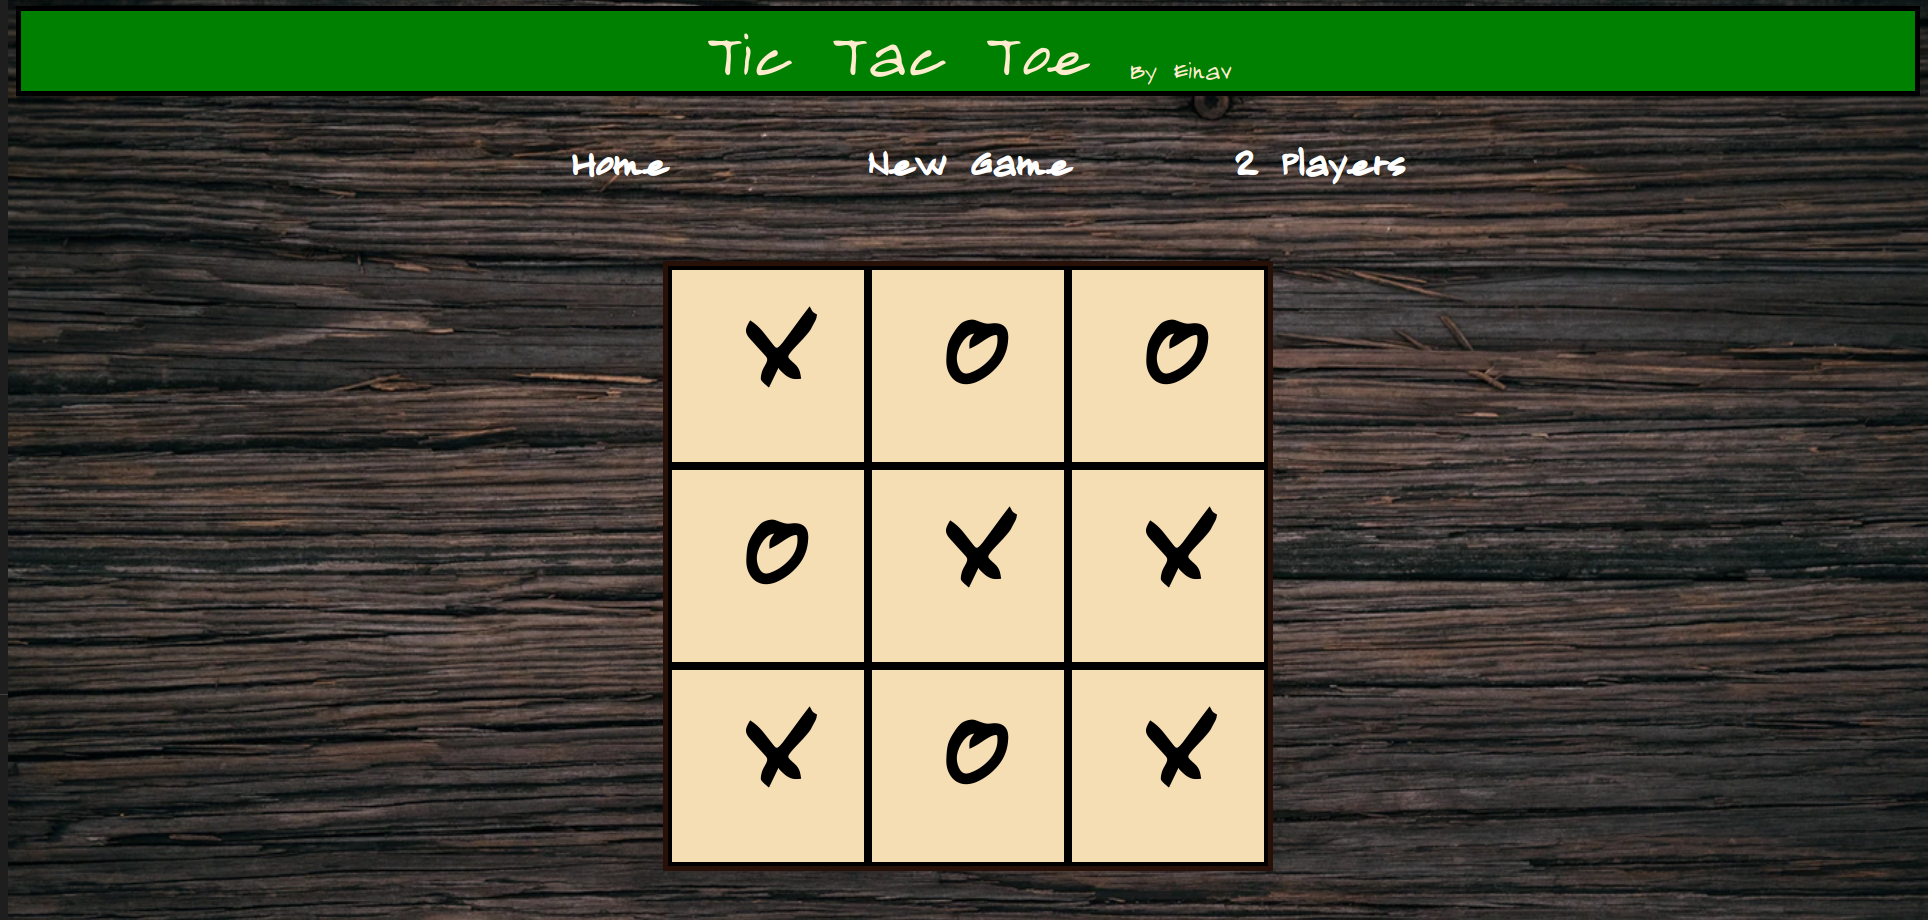 Tic Tac Toe By Einav
Home New Game 2 Players
X O O
O X X
X O X